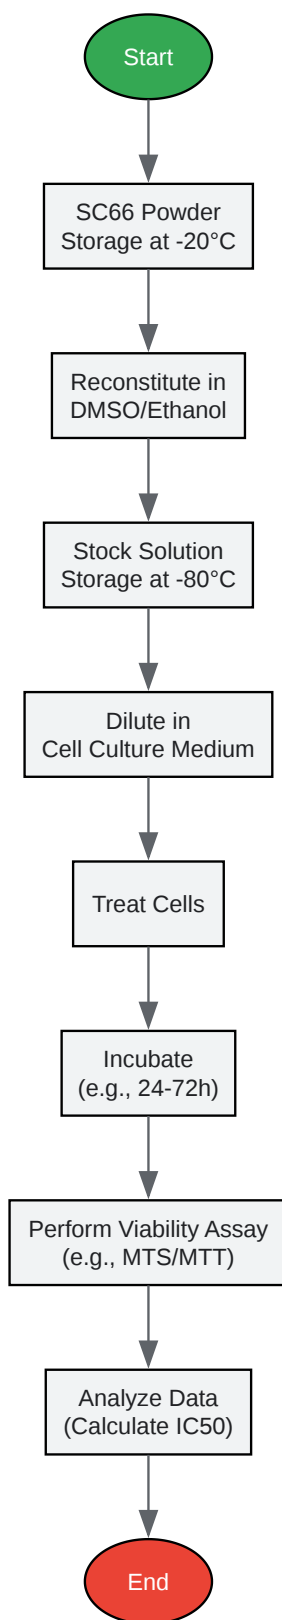 Start
SC66 Powder
Storage at -20°C
Reconstitute in
DMSO/Ethanol
Stock Solution
Storage at -80°C
Dilute in
Cell Culture Medium
Treat Cells
Incubate
(e.g., 24-72h)
Perform Viability Assay
(e.g., MTS/MTT)
Analyze Data
(Calculate IC50)
End